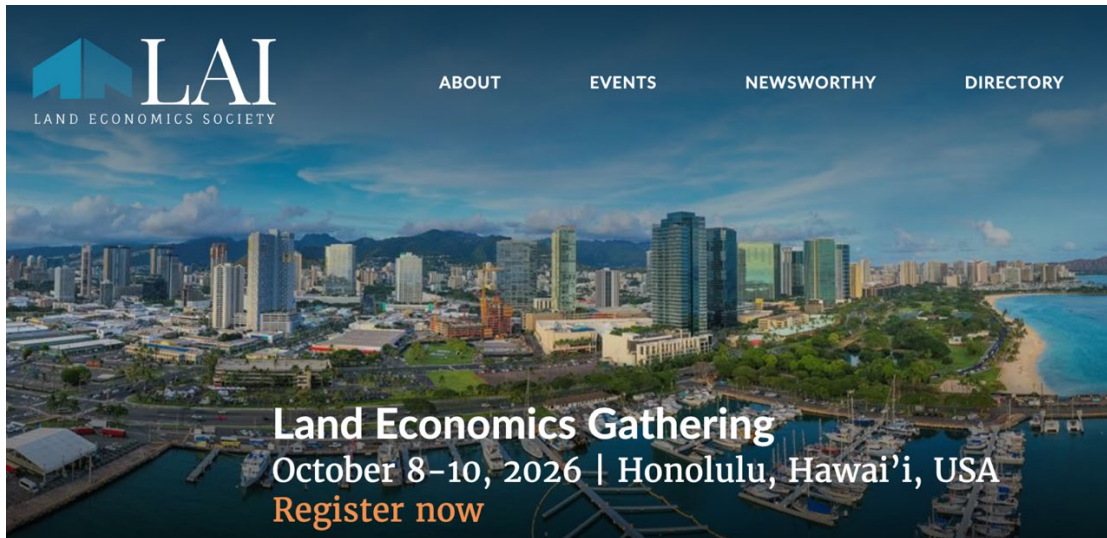 LAI
LAND ECONOMICS SOCIETY
ABOUT EVENTS NEWSWORTHY DIRECTORY
Land Economics Gathering
October 8–10, 2026 | Honolulu, Hawai’i, USA
Register now